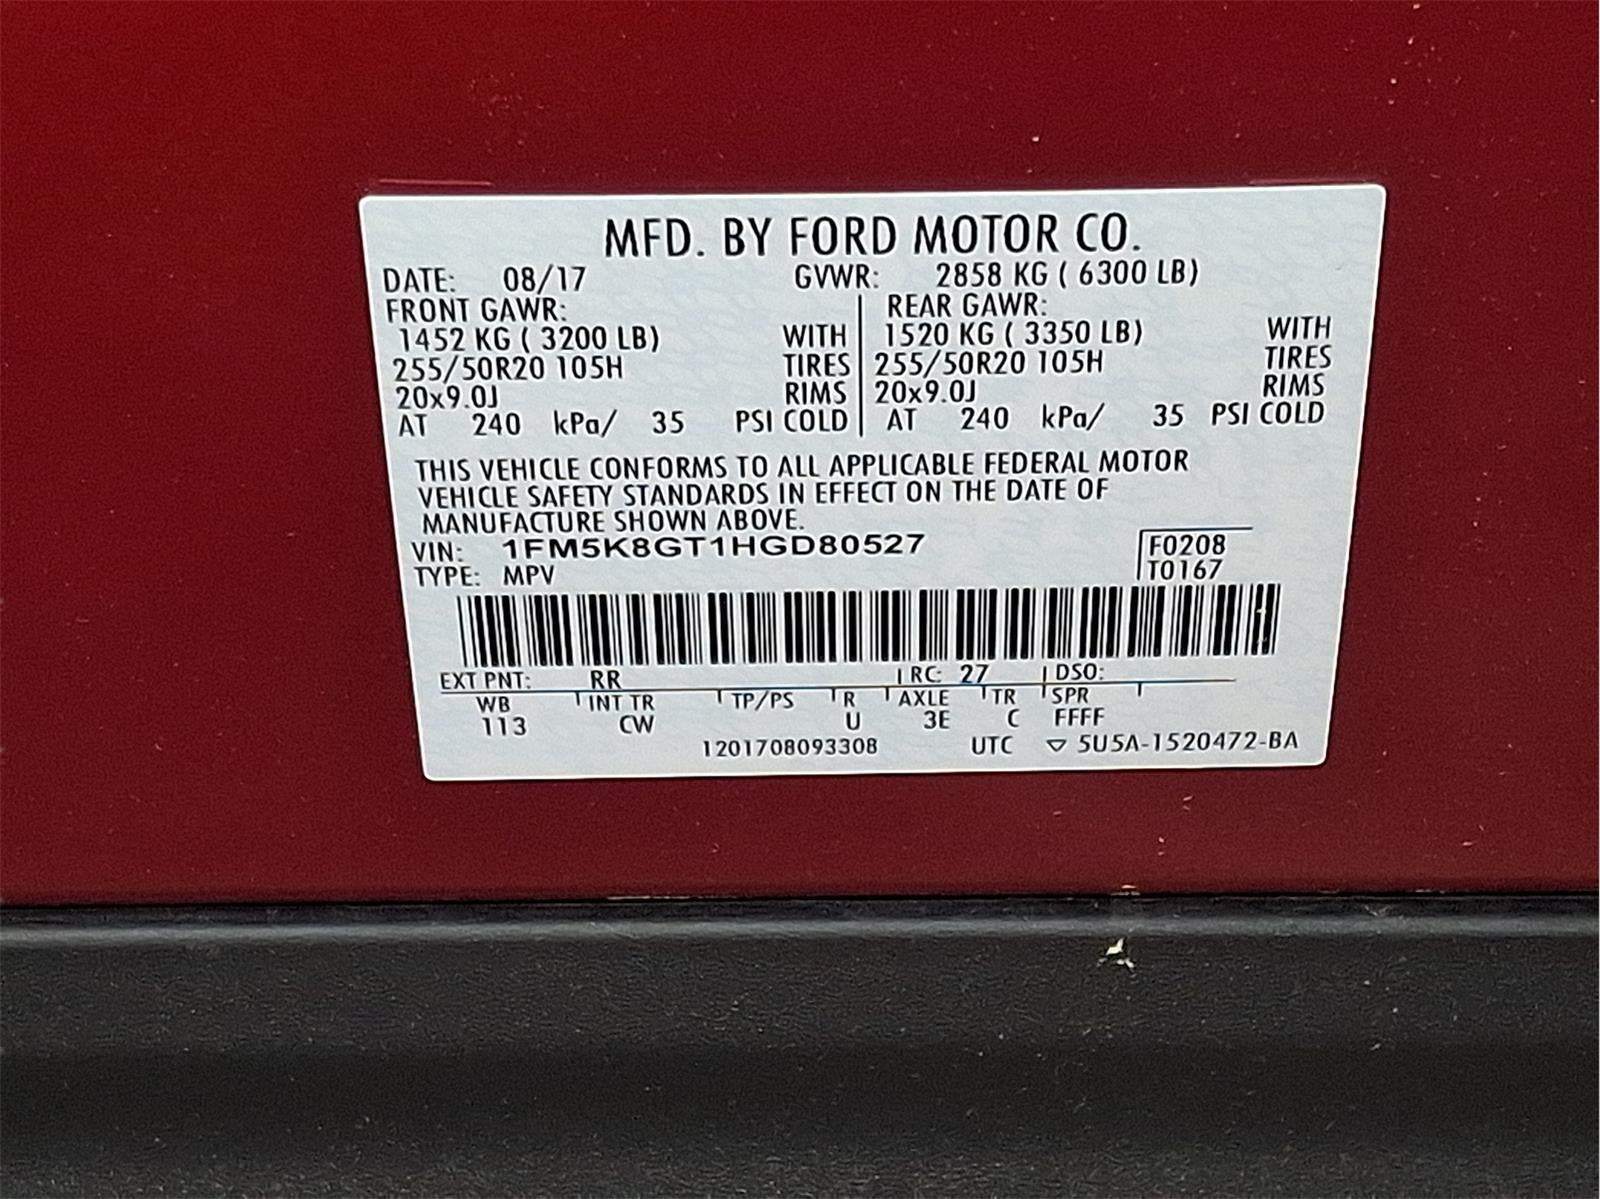 MFD. BY FORD MOTOR CO.
DATE: 08/17 GVWR: 2858 KG ( 6300 LB)
FRONT GAWR: REAR GAWR:
1452 KG ( 3200 LB) WITH 1520 KG ( 3350 LB) WITH
255/50R20 105H TIRES 255/50R20 105H TIRES
20x9.0J RIMS 20x9.0J RIMS
AT 240 kPa/ 35 PSI COLD AT 240 kPa/ 35 PSI COLD
THIS VEHICLE CONFORMS TO ALL APPLICABLE FEDERAL MOTOR
VEHICLE SAFETY STANDARDS IN EFFECT ON THE DATE OF
MANUFACTURE SHOWN ABOVE.
VIN: 1FM5K8GT1HGD80527 F0208
TYPE: MPV T0167
EXT PNT: RR RC: 27 DSO:
WB INT TR TP/PS R AXLE TR SPR
113 CW U 3E C FFFF
1201708093308 UTC ▽ 5U5A-1520472-BA